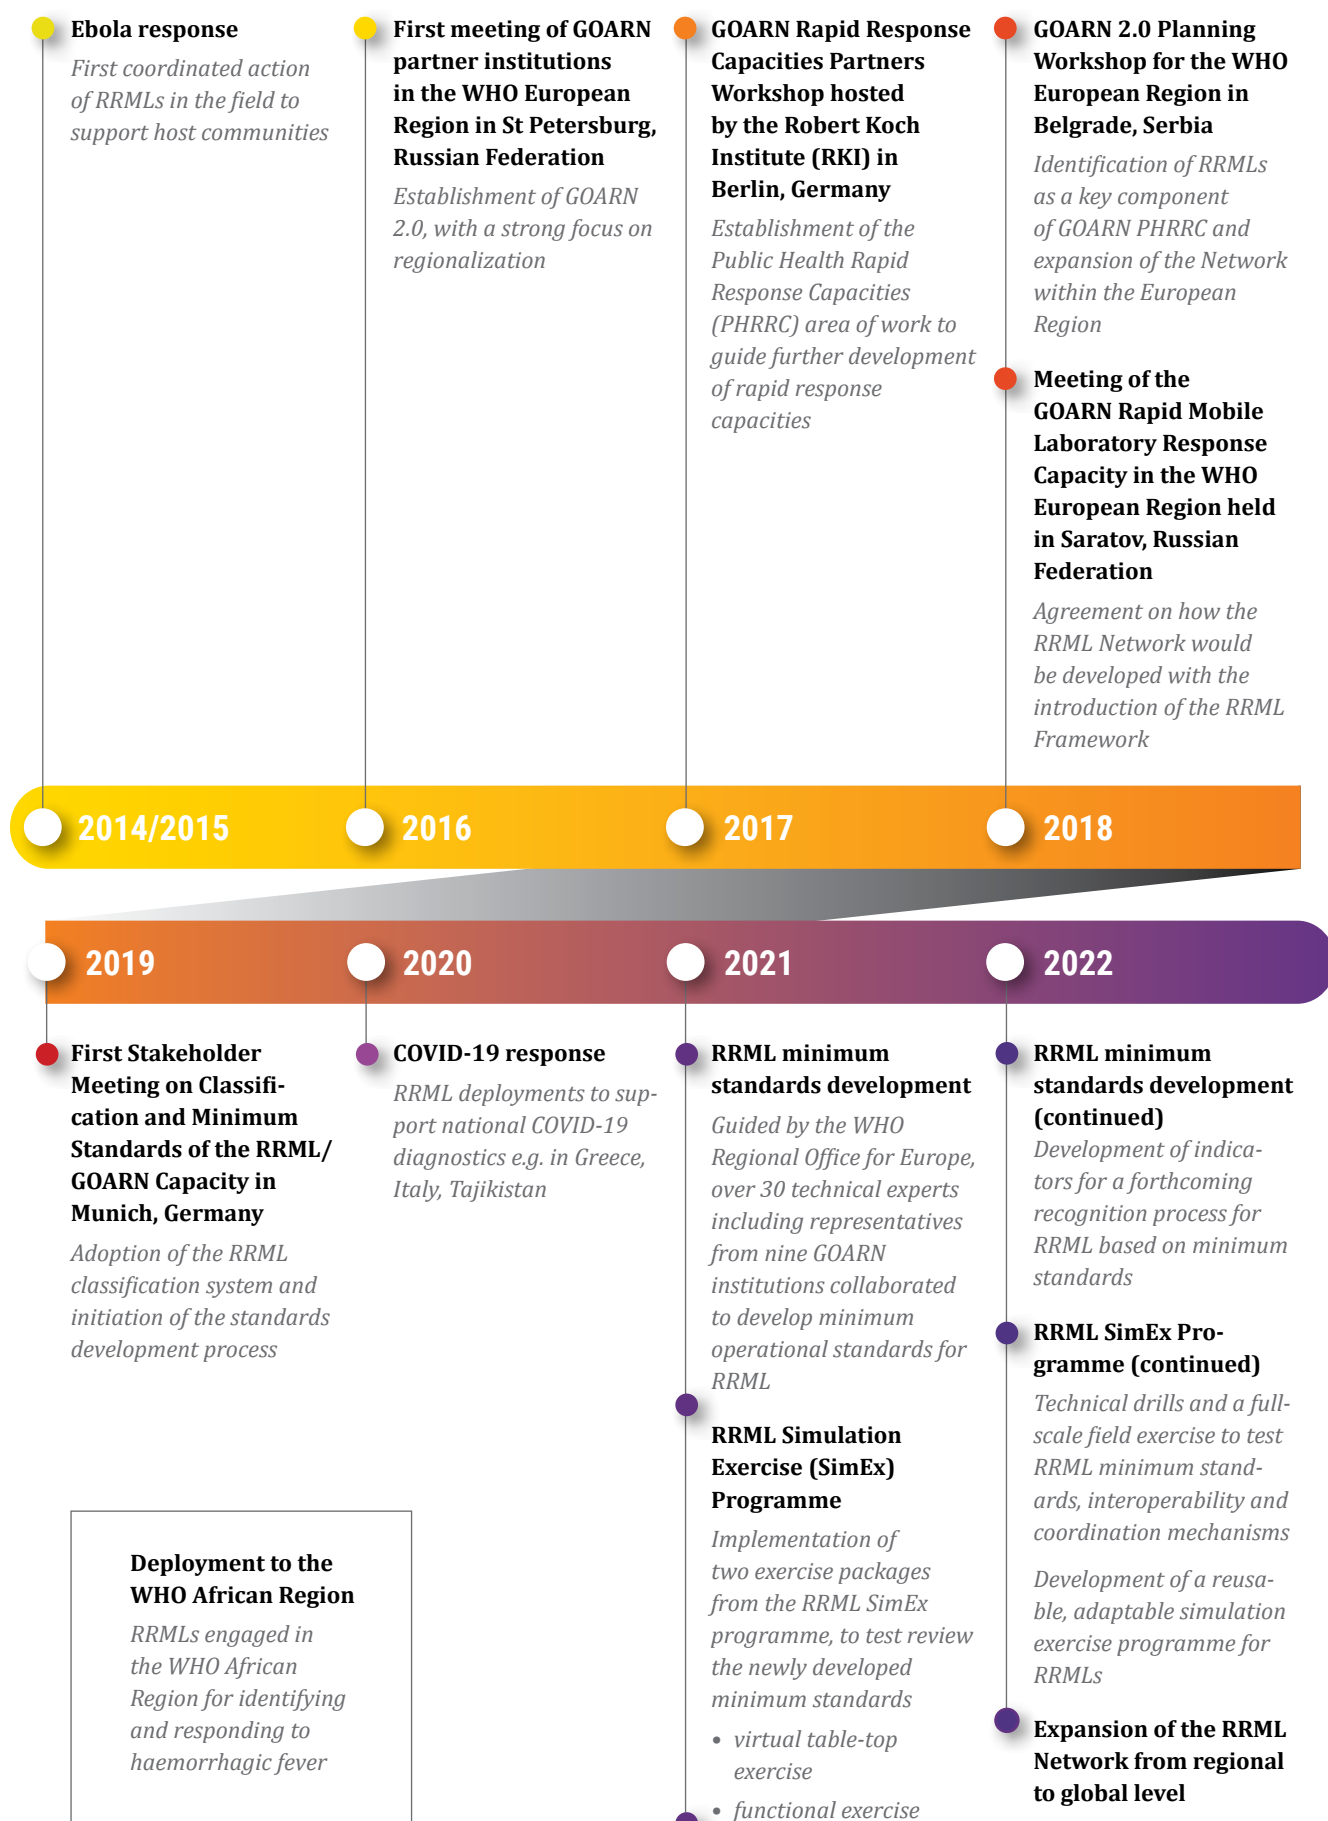 Ebola response
First coordinated action
of RRMLs in the field to
support host communities
First meeting of GOARN
partner institutions
in the WHO European
Region in St Petersburg,
Russian Federation
Establishment of GOARN
2.0, with a strong focus on
regionalization
GOARN Rapid Response
Capacities Partners
Workshop hosted
by the Robert Koch
Institute (RKI) in
Berlin, Germany
Establishment of the
Public Health Rapid
Response Capacities
(PHRRC) area of work to
guide further development
of rapid response
capacities
GOARN 2.0 Planning
Workshop for the WHO
European Region in
Belgrade, Serbia
Identification of RRMLs
as a key component
of GOARN PHRRC and
expansion of the Network
within the European
Region
Meeting of the
GOARN Rapid Mobile
Laboratory Response
Capacity in the WHO
European Region held
in Saratov, Russian
Federation
Agreement on how the
RRML Network would
be developed with the
introduction of the RRML
Framework
2014/2015
2016
2017
2018
2019
2020
2021
2022
First Stakeholder
Meeting on Classifi-
cation and Minimum
Standards of the RRML/
GOARN Capacity in
Munich, Germany
Adoption of the RRML
classification system and
initiation of the standards
development process
COVID-19 response
RRML deployments to sup-
port national COVID-19
diagnostics e.g. in Greece,
Italy, Tajikistan
RRML minimum
standards development
Guided by the WHO
Regional Office for Europe,
over 30 technical experts
including representatives
from nine GOARN
institutions collaborated
to develop minimum
operational standards for
RRML
RRML Simulation
Exercise (SimEx)
Programme
Implementation of
two exercise packages
from the RRML SimEx
programme, to test review
the newly developed
minimum standards
• virtual table-top
exercise
• functional exercise
RRML minimum
standards development
(continued)
Development of indica-
tors for a forthcoming
recognition process for
RRML based on minimum
standards
RRML SimEx Pro-
gramme (continued)
Technical drills and a full-
scale field exercise to test
RRML minimum stand-
ards, interoperability and
coordination mechanisms
Development of a reusa-
ble, adaptable simulation
exercise programme for
RRMLs
Expansion of the RRML
Network from regional
to global level
Deployment to the
WHO African Region
RRMLs engaged in
the WHO African
Region for identifying
and responding to
haemorrhagic fever